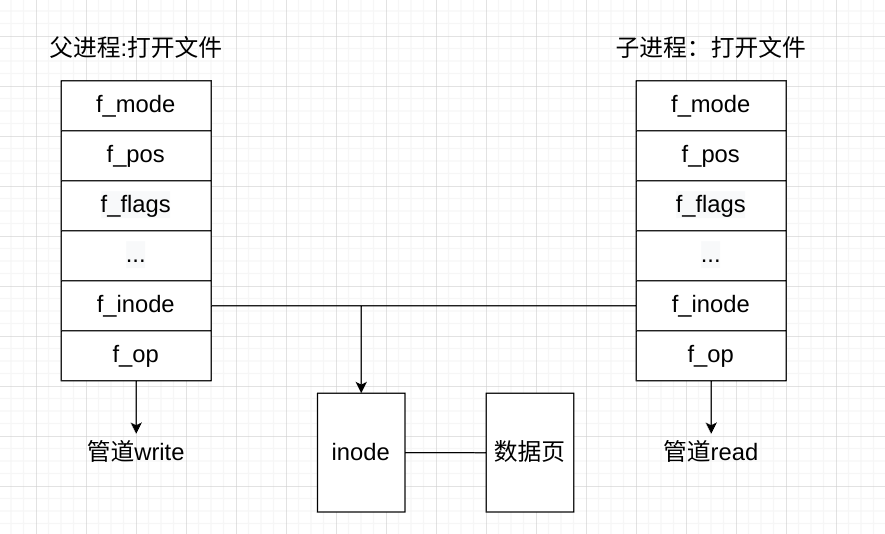 父进程:打开文件
f_mode
f_pos
f_flags
...
f_inode
f_op
管道write
inode
数据页
子进程：打开文件
f_mode
f_pos
f_flags
...
f_inode
f_op
管道read